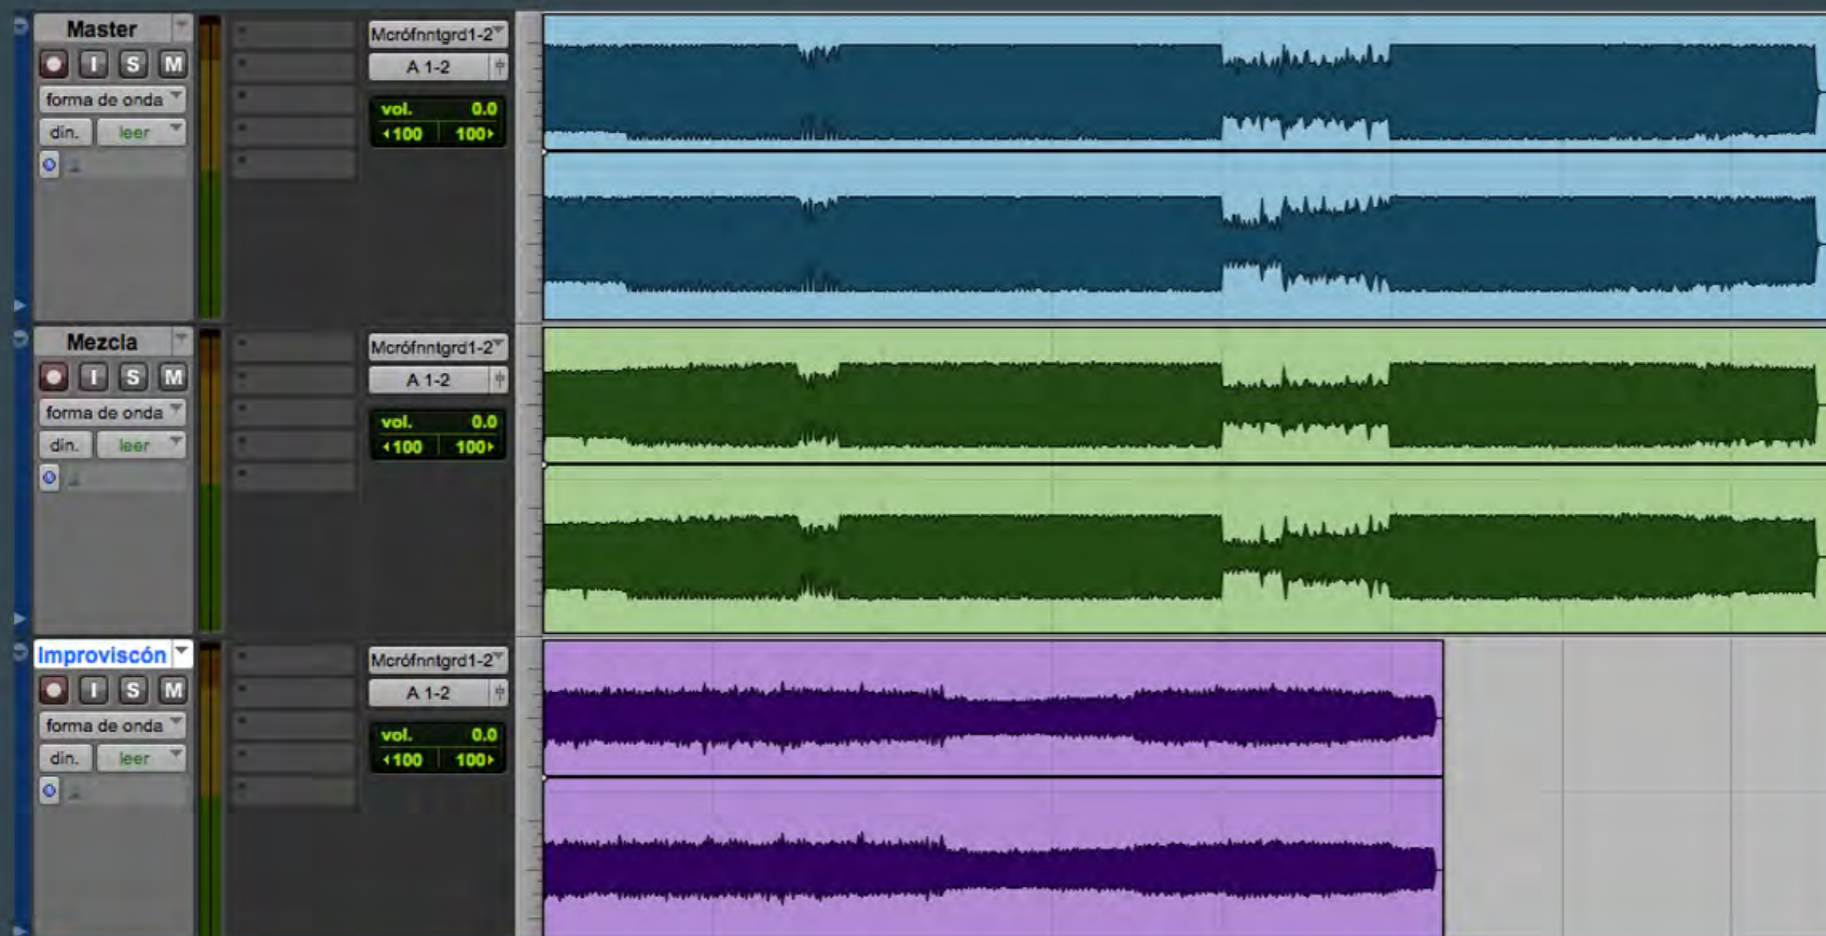 Master
I S M
forma de onda
din. leer
Mcrófnntgrd1-2
A 1-2
vol. 0.0
100 100
Mezcla
I S M
forma de onda
din. leer
Mcrófnntgrd1-2
A 1-2
vol. 0.0
100 100
Improviscón
I S M
forma de onda
din. leer
Mcrófnntgrd1-2
A 1-2
vol. 0.0
100 100